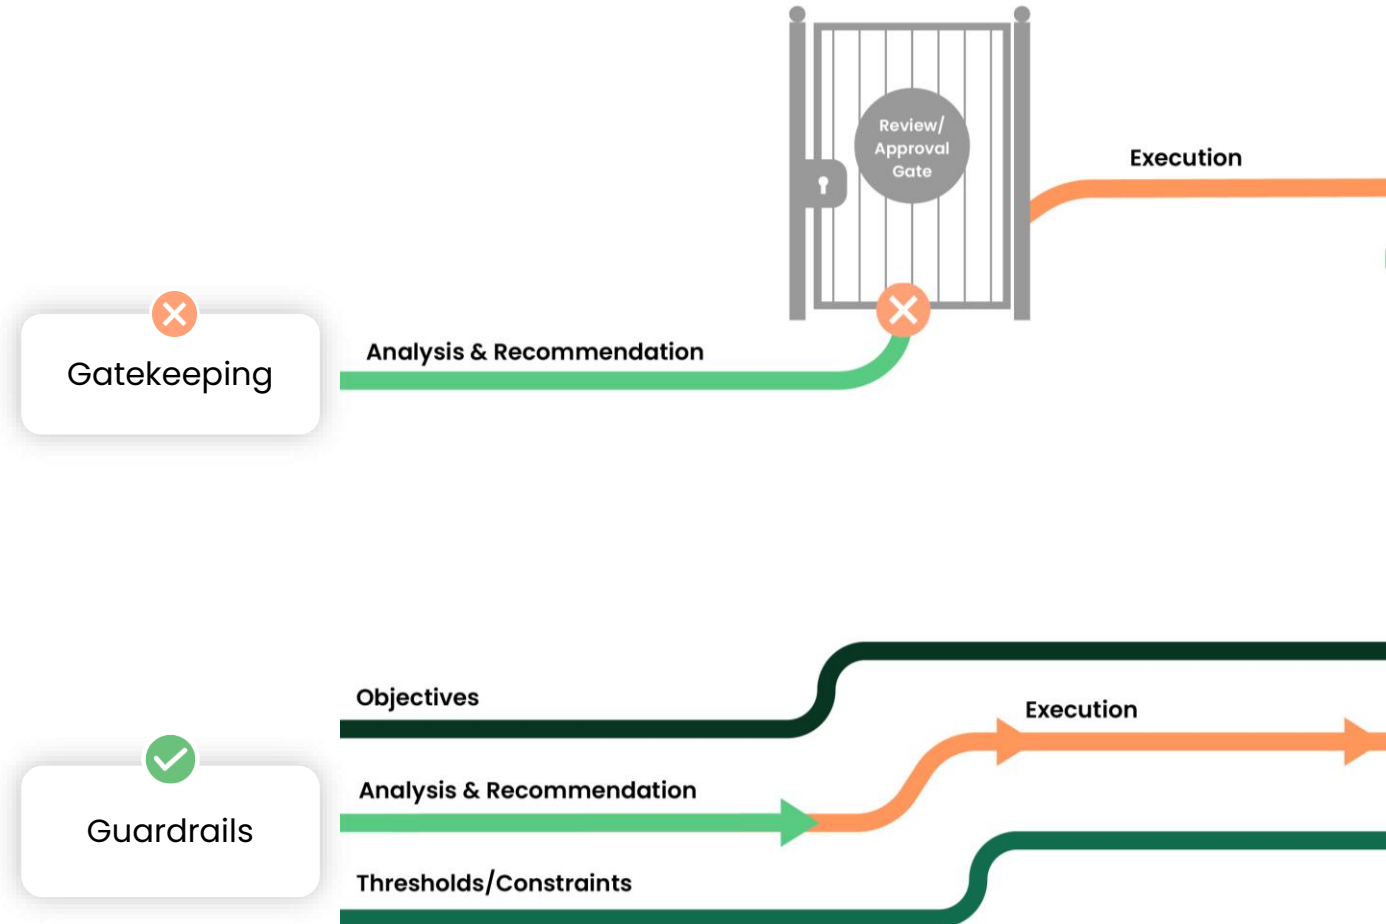 Review/
Approval
Gate
Execution
Analysis & Recommendation
Gatekeeping
Objectives
Execution
Analysis & Recommendation
Guardrails
Thresholds/Constraints